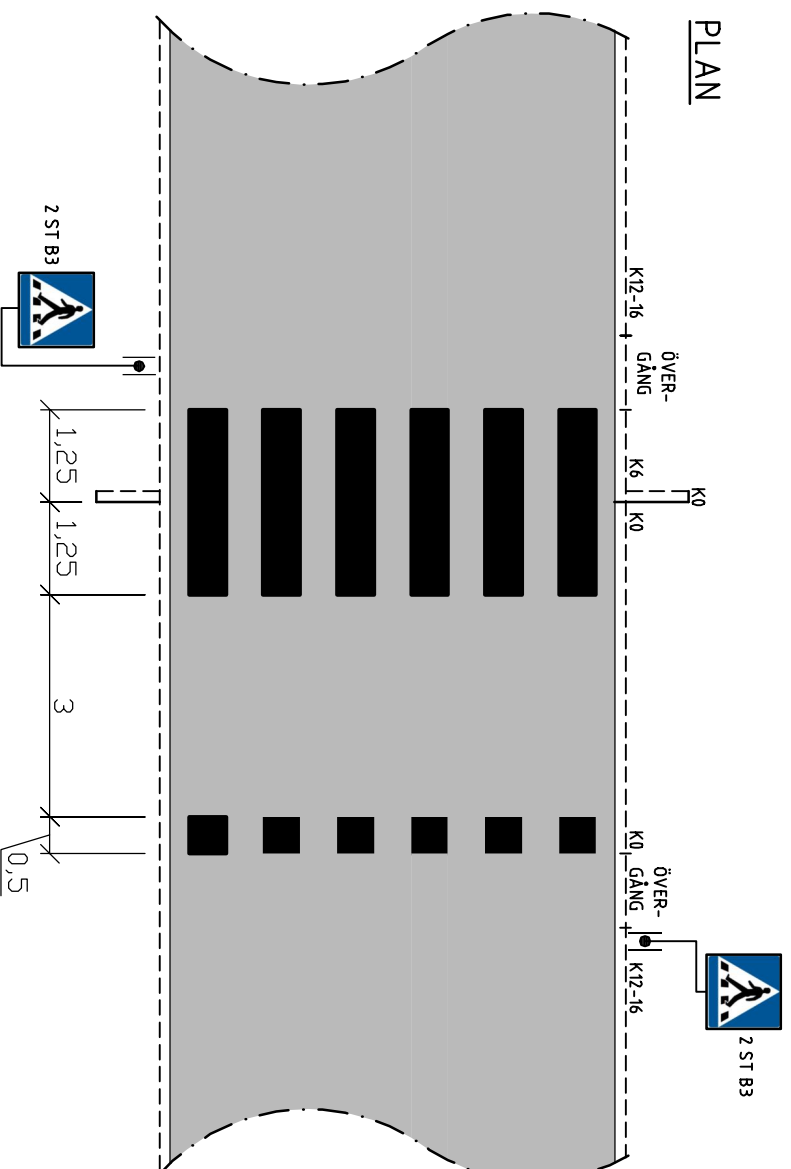 PLAN
2 ST B3
K12-16
ÖVER-
GÅNG
K6
K0
K0
K0
ÖVER-
GÅNG
K12-16
2 ST B3
1,25
1,25
3
0,5